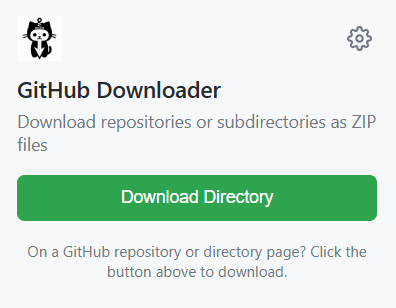 GitHub Downloader
Download repositories or subdirectories as ZIP
files
Download Directory
On a GitHub repository or directory page? Click the
button above to download.